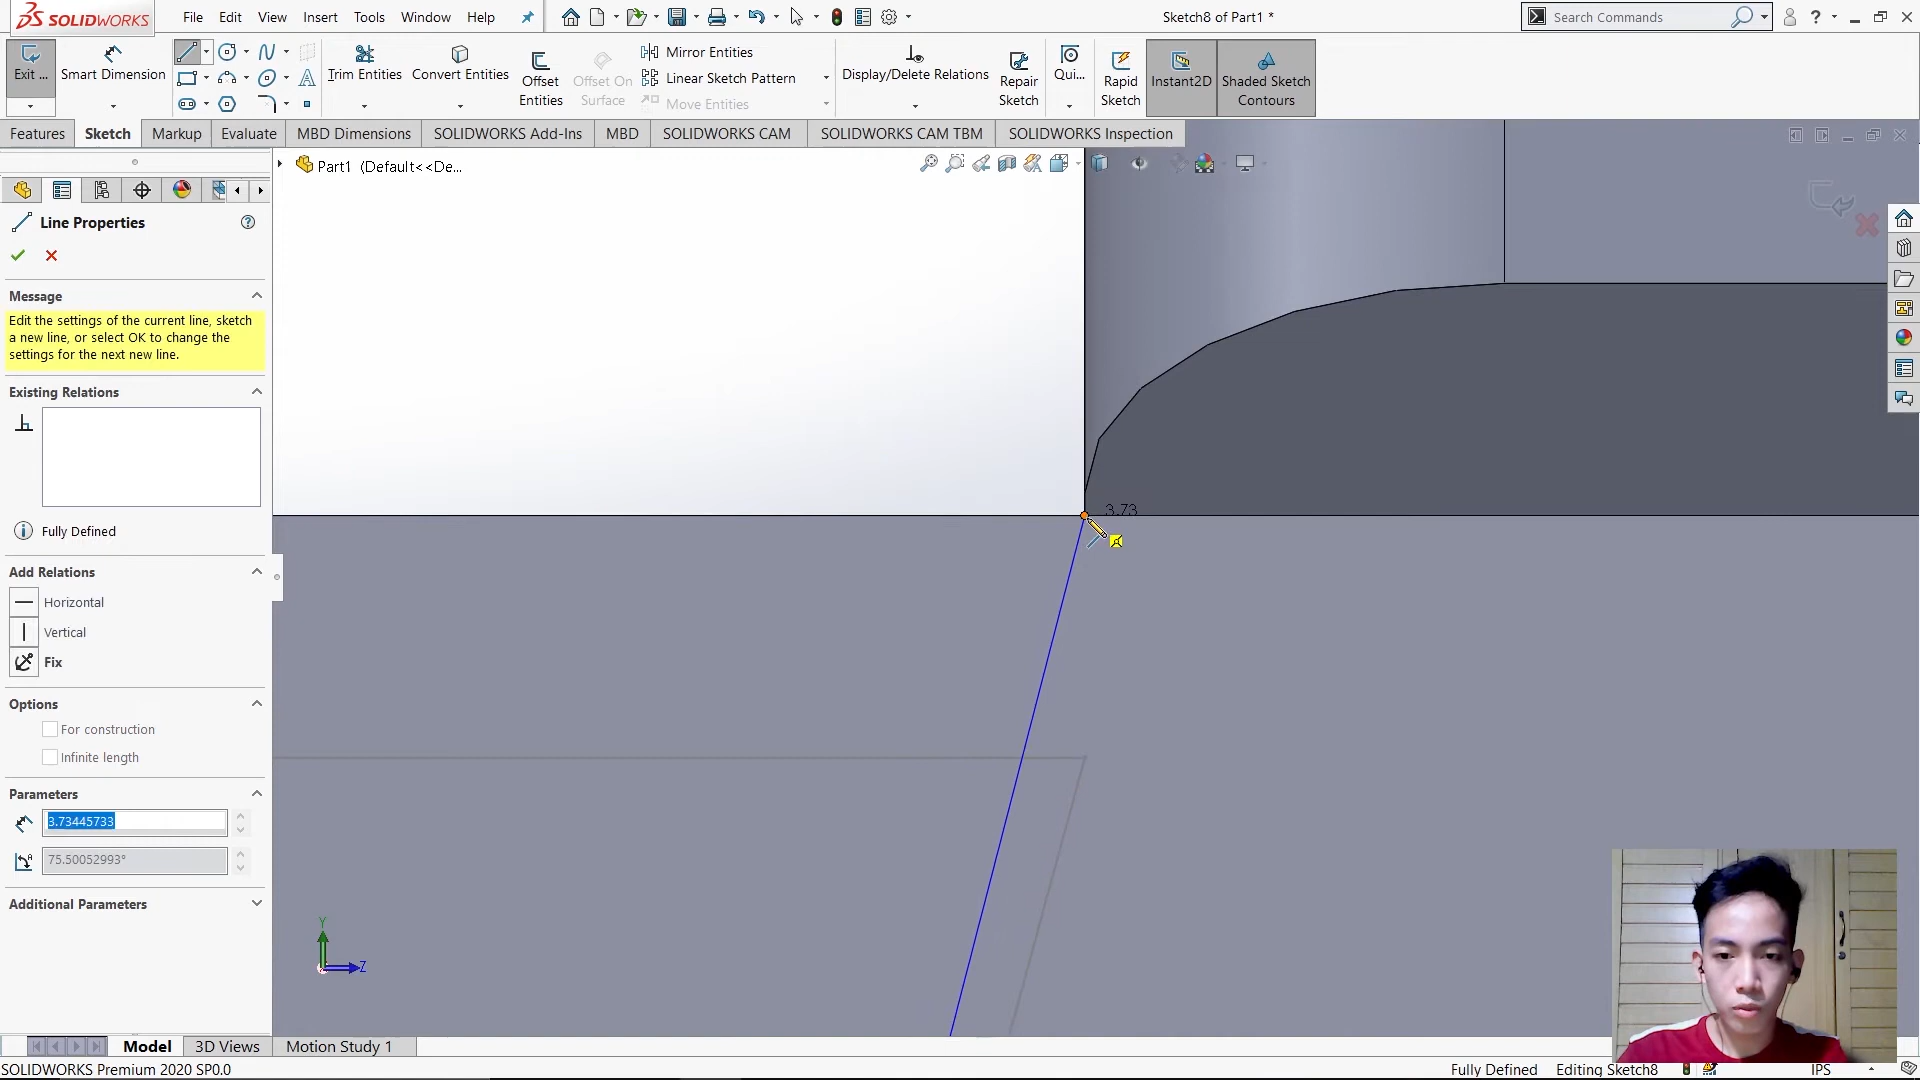 SOLIDWORKS
File Edit View Insert Tools Window Help
Sketch8 of Part1 *
Search Commands
Exit ...
Smart Dimension
Trim Entities
Convert Entities
Offset Entities
Offset On Surface
Mirror Entities
Linear Sketch Pattern
Move Entities
Display/Delete Relations
Repair Sketch
Qui...
Rapid Sketch
Instant2D
Shaded Sketch Contours
Features Sketch Markup Evaluate MBD Dimensions SOLIDWORKS Add-Ins MBD SOLIDWORKS CAM SOLIDWORKS CAM TBM SOLIDWORKS Inspection
Part1 (Default<<De...
Line Properties
Message
Edit the settings of the current line, sketch
a new line, or select OK to change the
settings for the next new line.
Existing Relations
Fully Defined
Add Relations
Horizontal
Vertical
Fix
Options
For construction
Infinite length
Parameters
3.73445733
75.50052993°
Additional Parameters
3.73
Y
Z
Model 3D Views Motion Study 1
SOLIDWORKS Premium 2020 SP0.0
Fully Defined Editing Sketch8 IPS